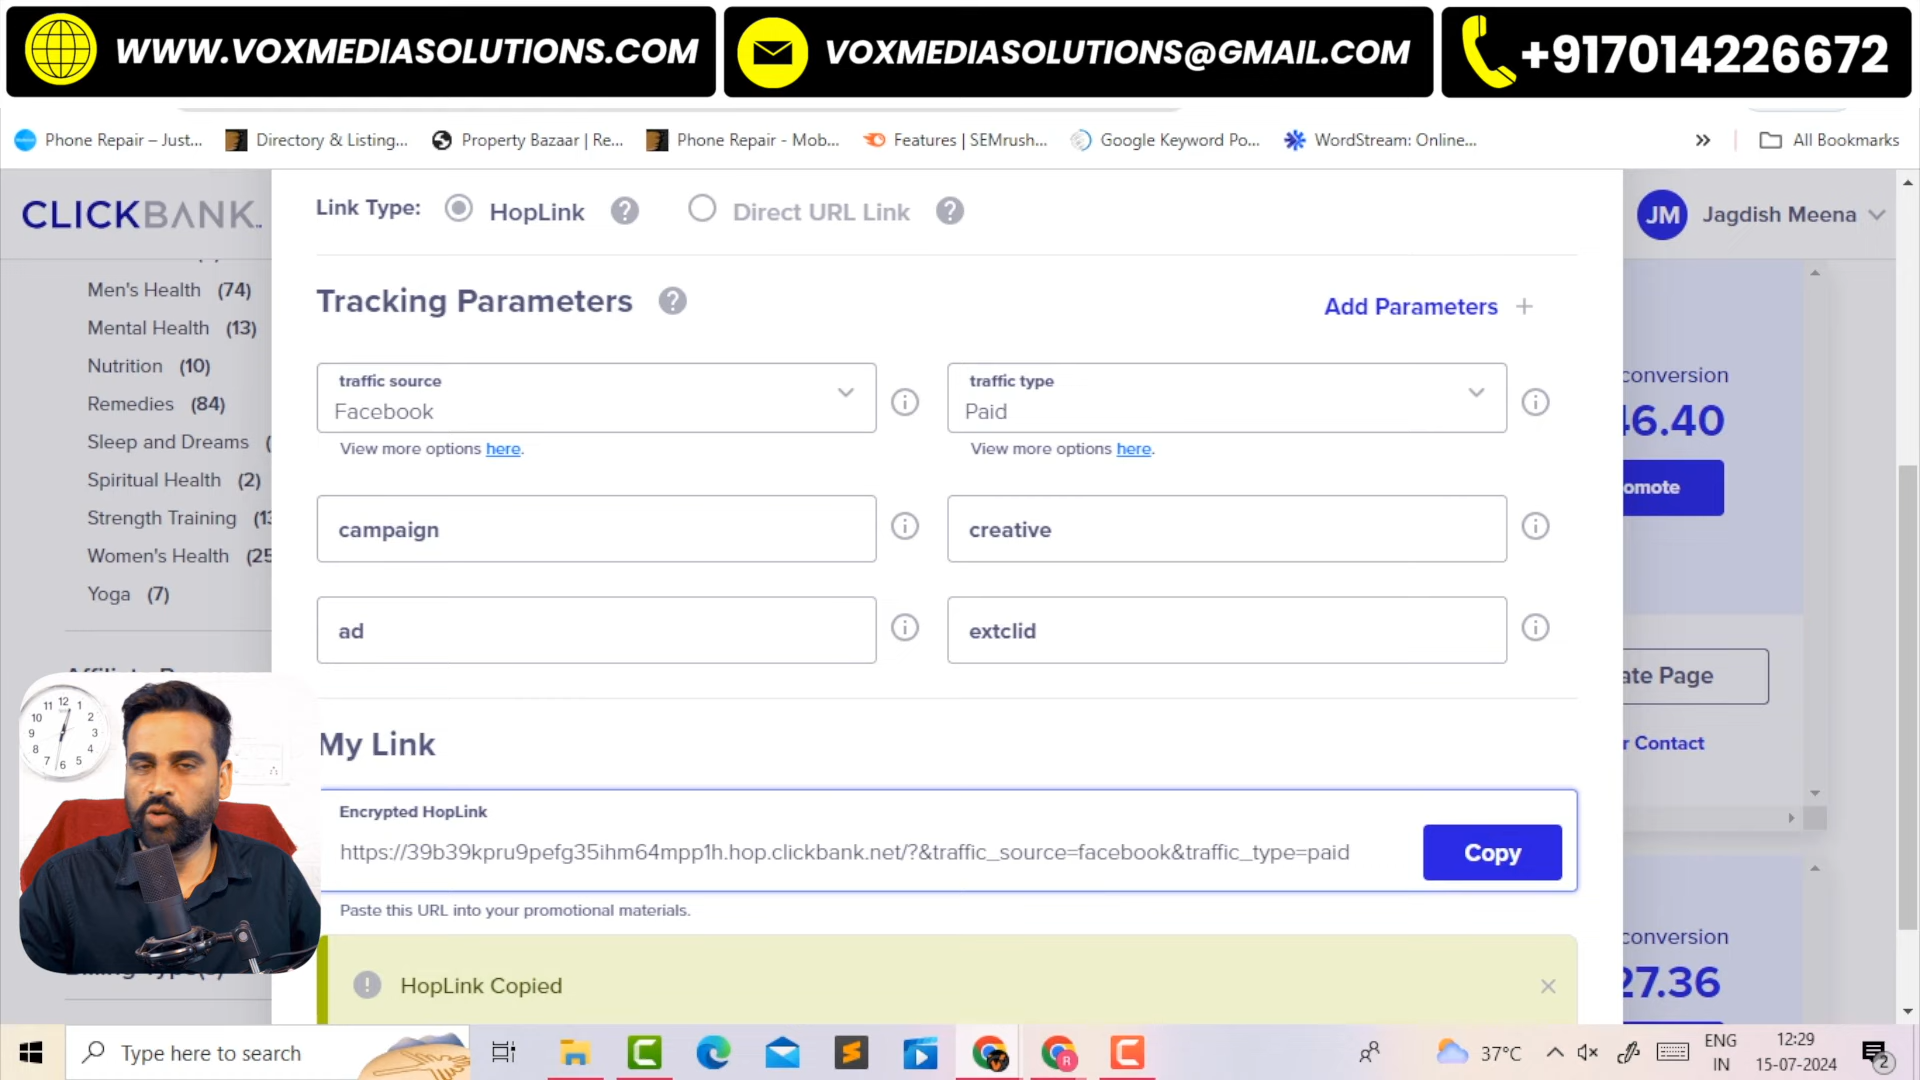 WWW.VOXMEDIASOLUTIONS.COM
VOXMEDIASOLUTIONS@GMAIL.COM
+917014226672
Phone Repair – Just...
Directory & Listing...
Property Bazaar | Re...
Phone Repair - Mob...
Features | SEMrush...
Google Keyword Po...
WordStream: Online...
All Bookmarks
CLICKBANK
Link Type:
HopLink
Direct URL Link
JM
Jagdish Meena
Men's Health (74)
Mental Health (13)
Nutrition (10)
Remedies (84)
Sleep and Dreams (
Spiritual Health (2)
Strength Training (13
Women's Health (25
Yoga (7)
Tracking Parameters
Add Parameters +
traffic source
Facebook
View more options here.
traffic type
Paid
View more options here.
campaign
creative
ad
extclid
conversion
46.40
omote
ate Page
r Contact
My Link
Encrypted HopLink
https://39b39kpru9pefg35ihm64mpp1h.hop.clickbank.net/?&traffic_source=facebook&traffic_type=paid
Copy
Paste this URL into your promotional materials.
HopLink Copied
conversion
27.36
Type here to search
37°C
ENG
IN
12:29
15-07-2024
2